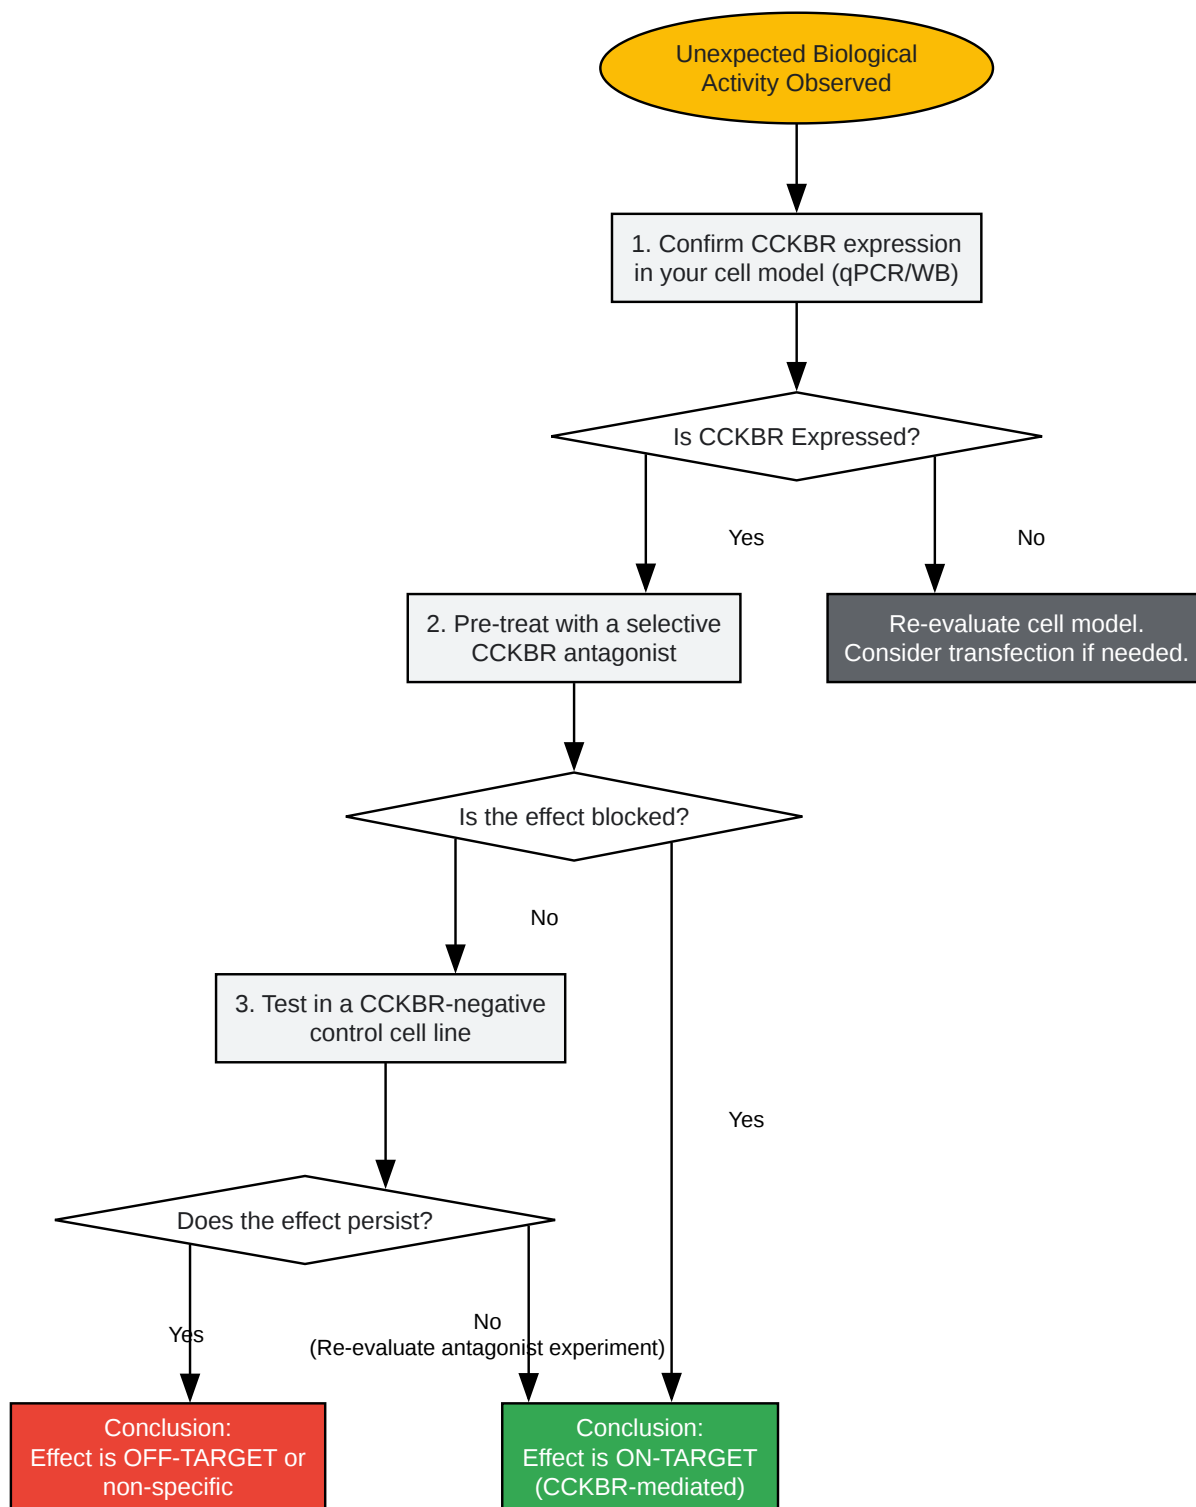 Unexpected Biological
Activity Observed
1. Confirm CCKBR expression
in your cell model (qPCR/WB)
Is CCKBR Expressed?
Yes
No
2. Pre-treat with a selective
CCKBR antagonist
Re-evaluate cell model.
Consider transfection if needed.
Is the effect blocked?
No
3. Test in a CCKBR-negative
control cell line
Yes
Does the effect persist?
Yes
No
(Re-evaluate antagonist experiment)
Conclusion:
Effect is OFF-TARGET or
non-specific
Conclusion:
Effect is ON-TARGET
(CCKBR-mediated)